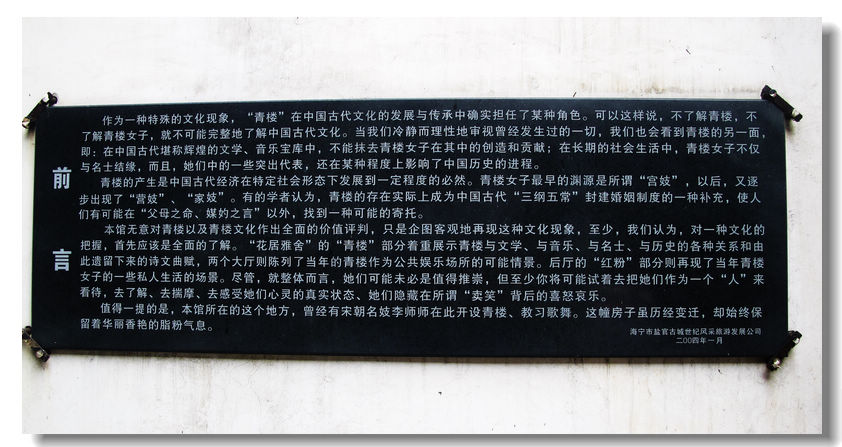 前言
作为一种特殊的文化现象，“青楼”在中国古代文化的发展与传承中确实担任了某种角色。可以这样说，不了解青楼，不
了解青楼女子，就不可能完整地了解中国古代文化。当我们冷静而理性地审视曾经发生过的一切，我们也会看到青楼的另一面，
即：在中国古代堪称辉煌的文学、音乐宝库中，不能抹去青楼女子在其中的创造和贡献；在长期的社会生活中，青楼女子不仅
与名士结缘，而且，她们中的一些突出代表，还在某种程度上影响了中国历史的进程。
青楼的产生是中国古代经济在特定社会形态下发展到一定程度的必然。青楼女子最早的渊源是所谓“宫妓”，以后，又逐
步出现了“营妓”、“家妓”。有的学者认为，青楼的存在实际上成为中国古代“三纲五常”封建婚姻制度的一种补充，使人
们有可能在“父母之命、媒妁之言”以外，找到一种可能的寄托。
本馆无意对青楼以及青楼文化作出全面的价值评判，只是企图客观地再现这种文化现象，至少，我们认为，对一种文化的
把握，首先应该是全面的了解。“花居雅舍”的“青楼”部分着重展示青楼与文学、与音乐、与名士、与历史的各种关系和由
此遗留下来的诗文曲赋，两个大厅则陈列了当年的青楼作为公共娱乐场所的可能情景。后厅的“红粉”部分则再现了当年青楼
女子的一些私人生活的场景。尽管，就整体而言，她们可能未必是值得推崇，但至少你将可能试着去把她们作为一个“人”来
看待，去了解、去揣摩、去感受她们心灵的真实状态、她们隐藏在所谓“卖笑”背后的喜怒哀乐。
值得一提的是，本馆所在的这个地方，曾经有宋朝名妓李师师在此开设青楼、教习歌舞。这幢房子虽历经变迁，却始终保
留着华丽香艳的脂粉气息。
海宁市盐官古城世纪风采旅游发展公司
二〇〇四年一月